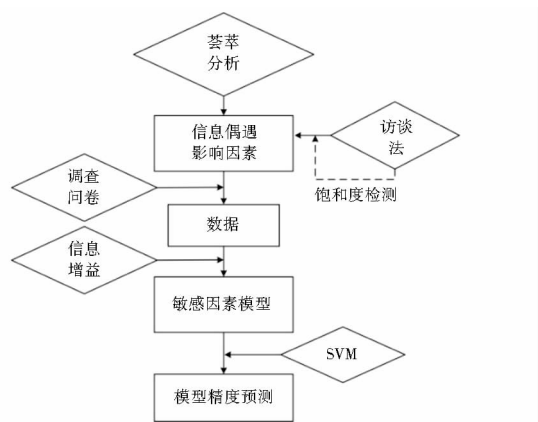 荟萃
分析
信息偶遇
影响因素
访谈
法
饱和度检测
调查
问卷
数据
信息
增益
敏感因素模型
SVM
模型精度预测